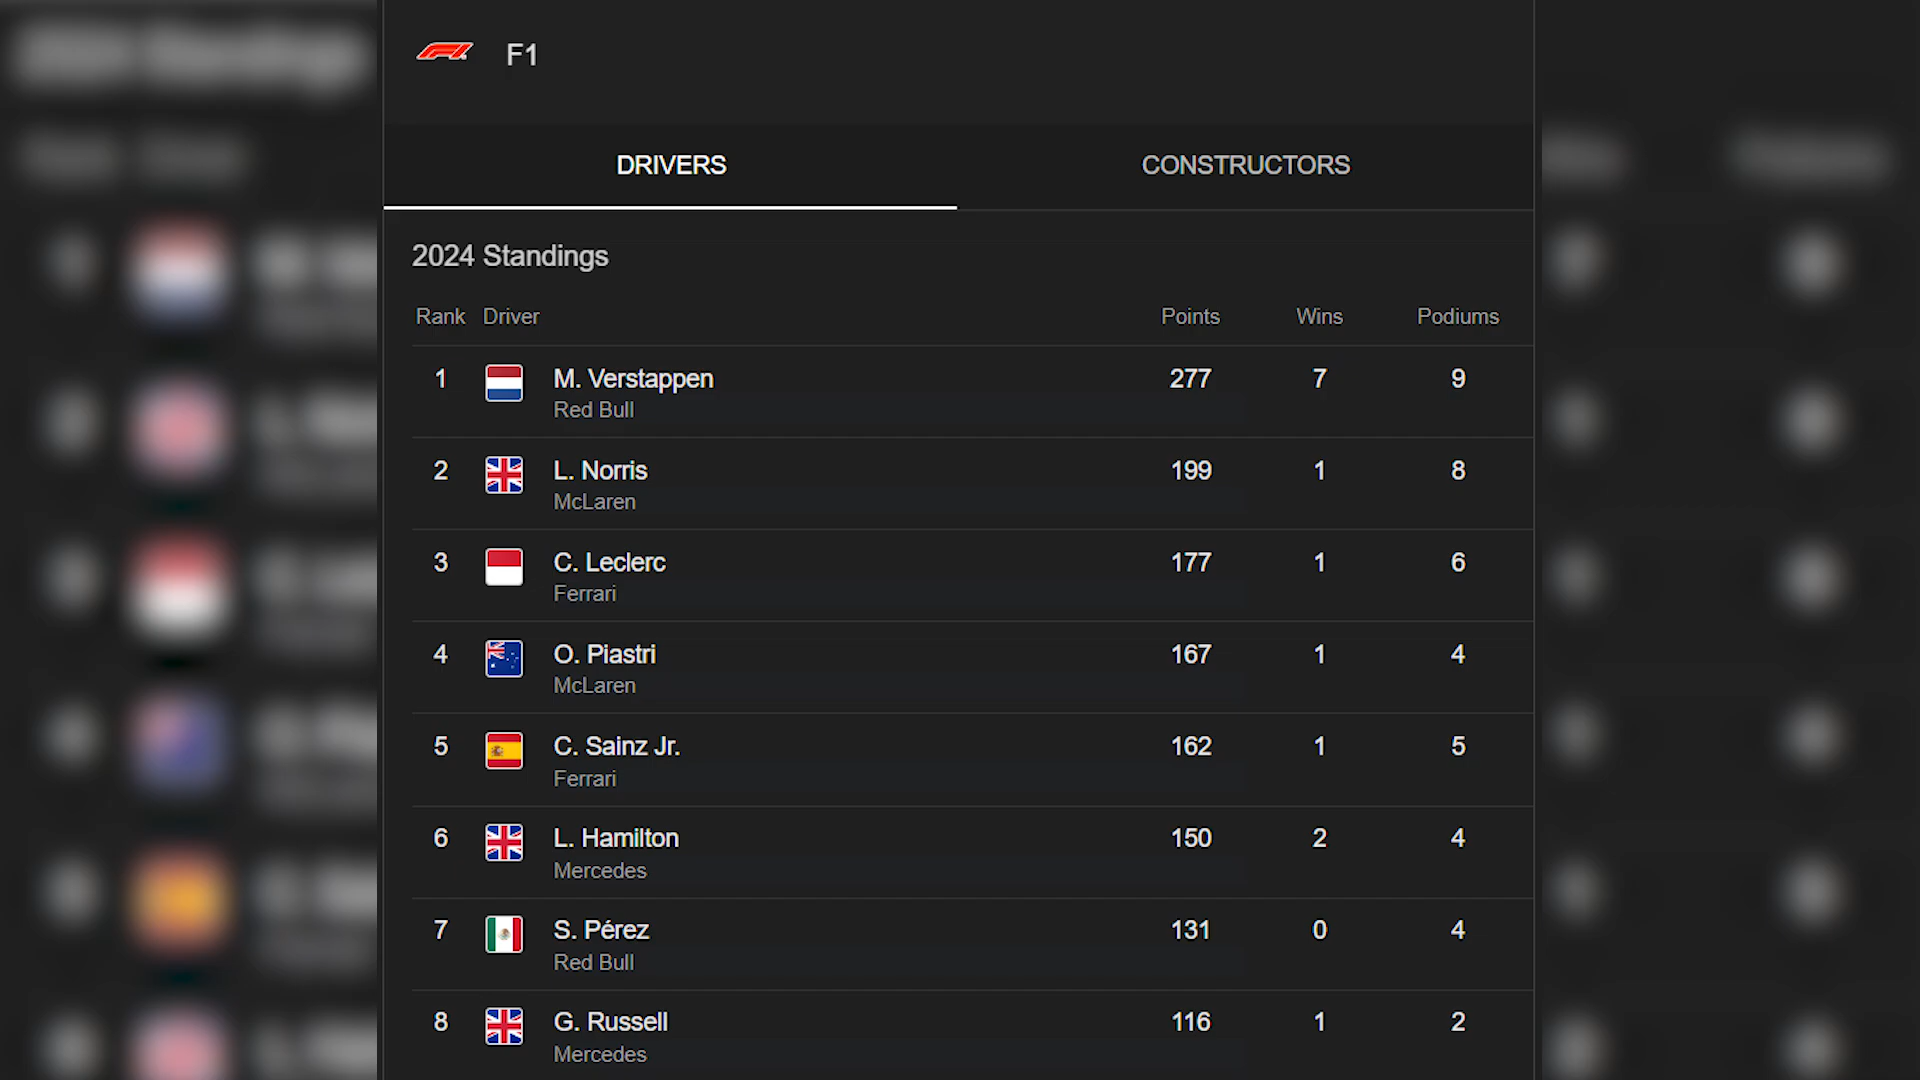 F1
DRIVERS CONSTRUCTORS
2024 Standings
Rank Driver Points Wins Podiums
1 M. Verstappen 277 7 9
Red Bull
2 L. Norris 199 1 8
McLaren
3 C. Leclerc 177 1 6
Ferrari
4 O. Piastri 167 1 4
McLaren
5 C. Sainz Jr. 162 1 5
Ferrari
6 L. Hamilton 150 2 4
Mercedes
7 S. Pérez 131 0 4
Red Bull
8 G. Russell 116 1 2
Mercedes